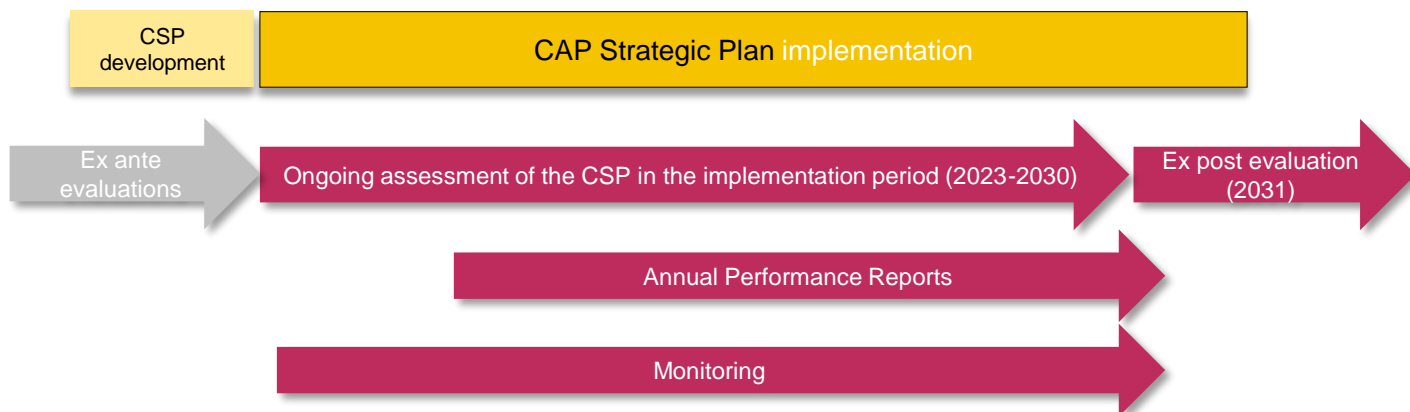 CSP
development
CAP Strategic Plan implementation
Ex ante
evaluations
Ongoing assessment of the CSP in the implementation period (2023-2030)
Ex post evaluation
(2031)
Annual Performance Reports
Monitoring